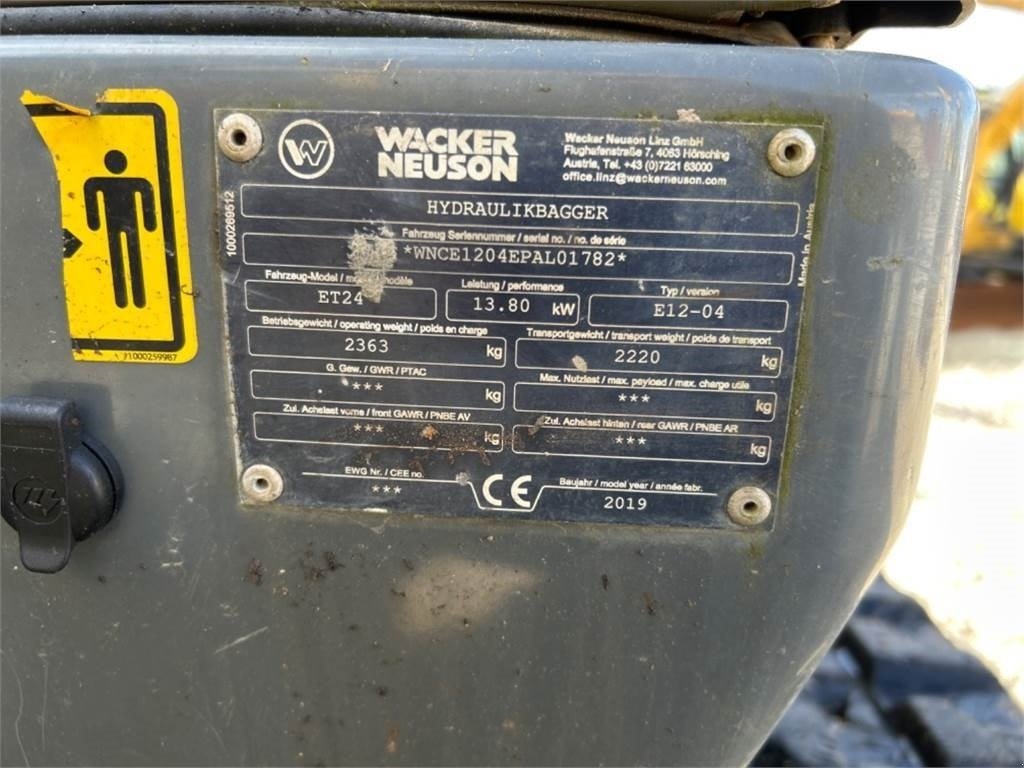 WACKER
NEUSON
Wacker Neuson Linz GmbH
Flughafenstraße 7, 4063 Hörsching
Austria, Tel. +43 (0)7221 63000
office.linz@wackerneuson.com
1000269512
HYDRAULIKBAGGER
Fahrzeug Seriennummer / serial no. / no. de série
*WNCE1204EPAL01782*
Made in Austria
Fahrzeug-Model / modèle
ET24
Leistung / performance
13.80 kW
Typ / version
E12-04
Betriebsgewicht / operating weight / poids en charge
2363 kg
Transportgewicht / transport weight / poids de transport
2220 kg
G. Gew. / GWR / PTAC
*** kg
Max. Nutzlast / max. payload / max. charge utile
*** kg
Zul. Achslast vorne / front GAWR / PNBE AV
*** kg
Zul. Achslast hinten / rear GAWR / PNBE AR
*** kg
EWG Nr. / CEE no.
***
CE
Baujahr / model year / année fabr.
2019
1000259987